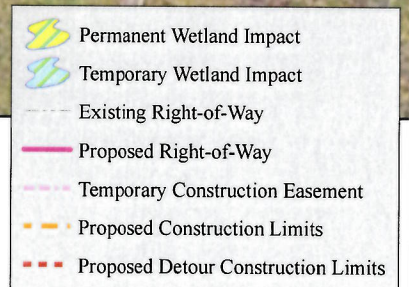 Permanent Wetland Impact
Temporary Wetland Impact
Existing Right-of-Way
Proposed Right-of-Way
Temporary Construction Easement
Proposed Construction Limits
Proposed Detour Construction Limits